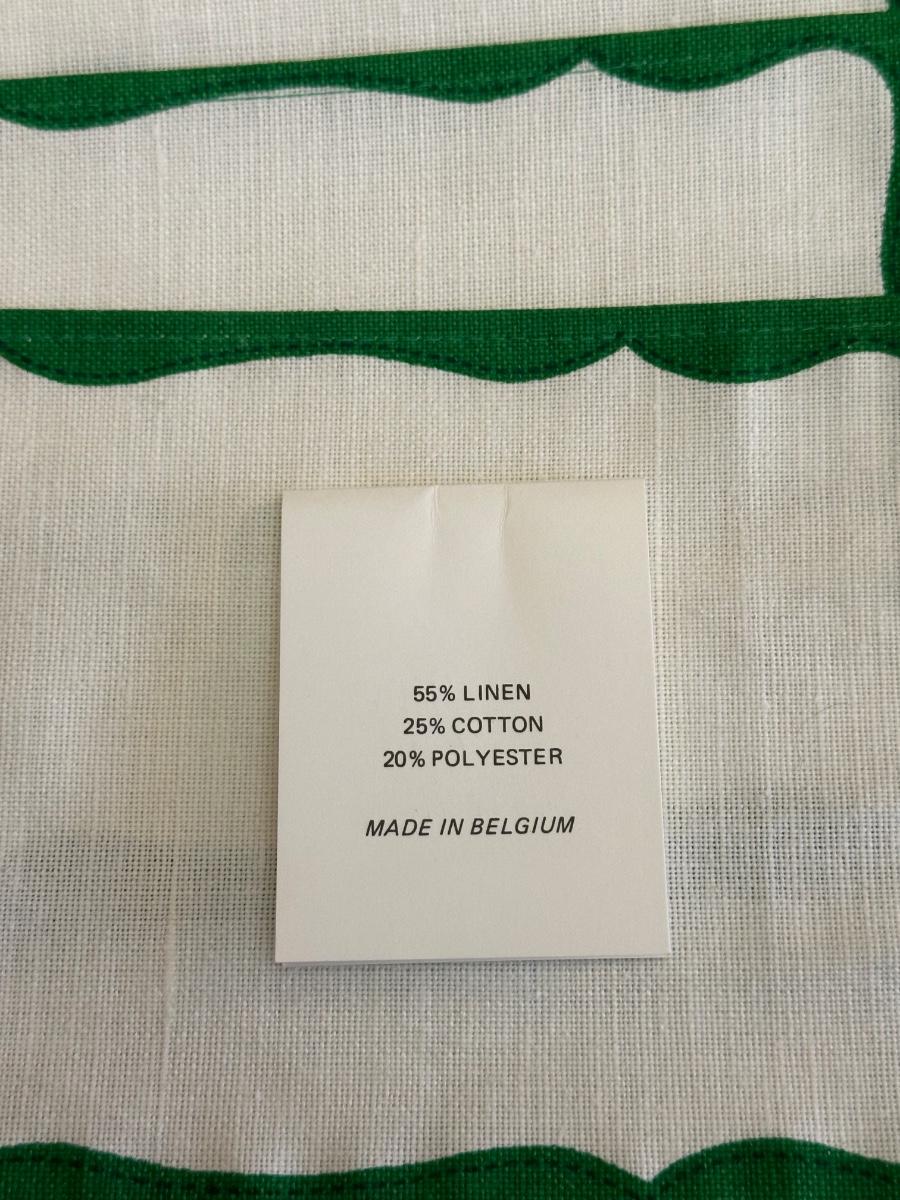 55% LINEN
25% COTTON
20% POLYESTER
MADE IN BELGIUM